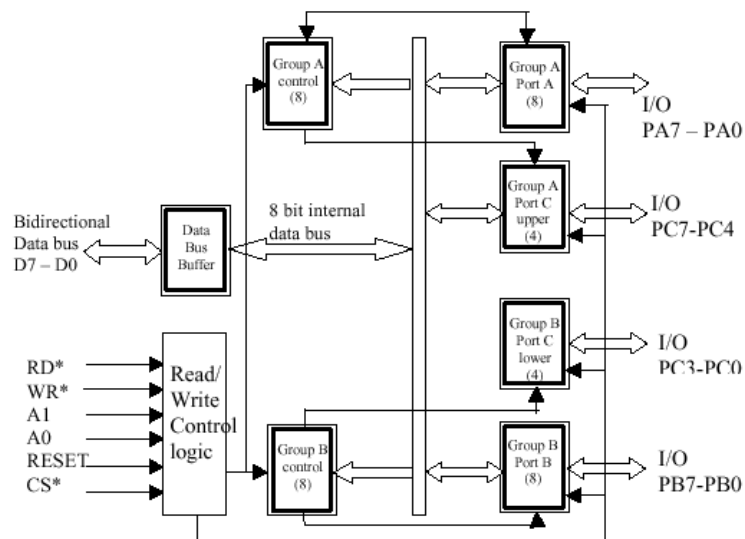 Group A
control
(8)
Group A
Port A
(8)
I/O
PA7 – PA0
Group A
Port C
upper
(4)
I/O
PC7-PC4
Bidirectional
Data bus
D7 – D0
Data
Bus
Buffer
8 bit internal
data bus
Group B
Port C
lower
(4)
I/O
PC3-PC0
RD*
WR*
A1
A0
RESET
CS*
Read/
Write
Control
logic
Group B
control
(8)
Group B
Port B
(8)
I/O
PB7-PB0